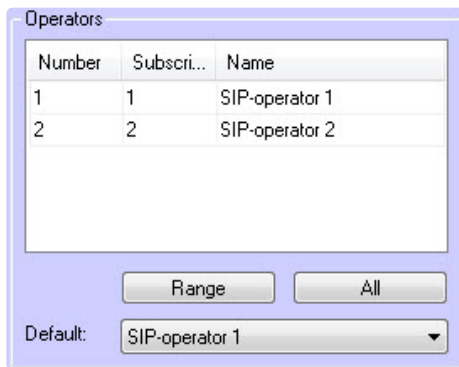 Operators
Number Subscri... Name
1 1 SIP-operator 1
2 2 SIP-operator 2
Range All
Default: SIP-operator 1